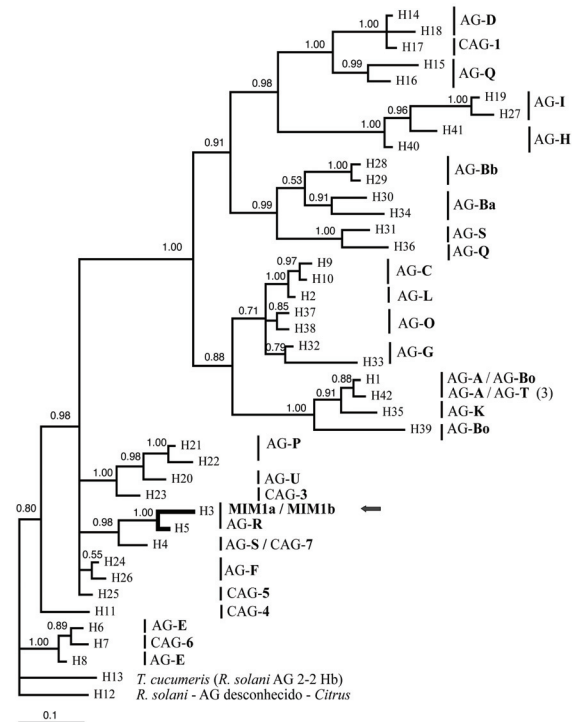 H14
AG-D
1.00
H18
H17
CAG-1
1.00
0.99
H15
AG-Q
H16
0.98
1.00
H19
AG-I
0.96
H27
1.00
H41
AG-H
H40
0.91
1.00
H28
AG-Bb
H29
0.53
0.91
H30
AG-Ba
H34
0.99
1.00
H31
AG-S
H36
AG-Q
1.00
0.97
H9
AG-C
H10
1.00
H2
AG-L
0.71
0.85
H37
AG-O
H38
0.79
H32
AG-G
H33
0.88
0.88
H1
AG-A / AG-Bo
H42
AG-A / AG-T (3)
0.91
H35
AG-K
1.00
H39
AG-Bo
0.98
1.00
H21
AG-P
0.98
H22
1.00
H20
AG-U
H23
CAG-3
0.80
H3
MIM1a / MIM1b
1.00
H5
AG-R
0.98
H4
AG-S / CAG-7
0.55
H24
AG-F
H26
H25
CAG-5
H11
CAG-4
0.89
H6
AG-E
1.00
H7
CAG-6
H8
AG-E
H13
T. cucumeris (R. solani AG 2-2 Hb)
H12
R. solani - AG desconhecido - Citrus
0.1